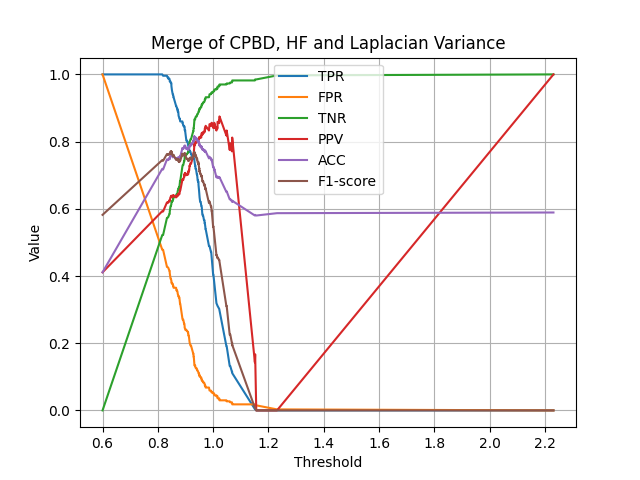 Merge of CPBD, HF and Laplacian Variance
1.0
0.8
0.6
0.4
0.2
0.0
Value
TPR
FPR
TNR
PPV
ACC
F1-score
0.6 0.8 1.0 1.2 1.4 1.6 1.8 2.0 2.2
Threshold